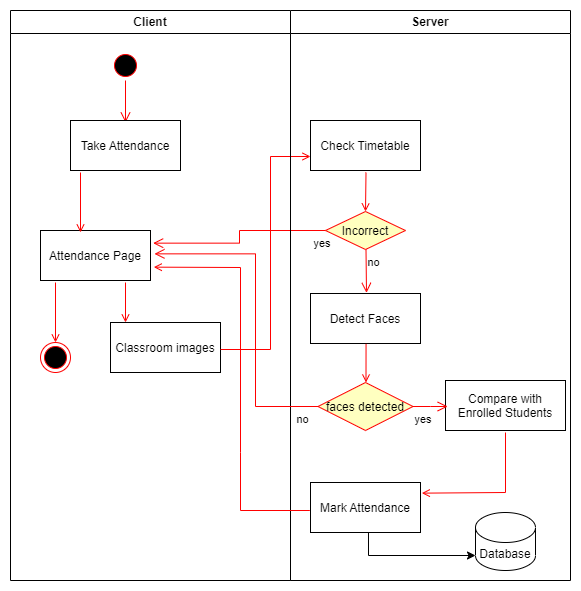 Client
Server
Take Attendance
Check Timetable
Incorrect
yes
Attendance Page
no
Detect Faces
Classroom images
faces detected
no
yes
Compare with
Enrolled Students
Mark Attendance
Database